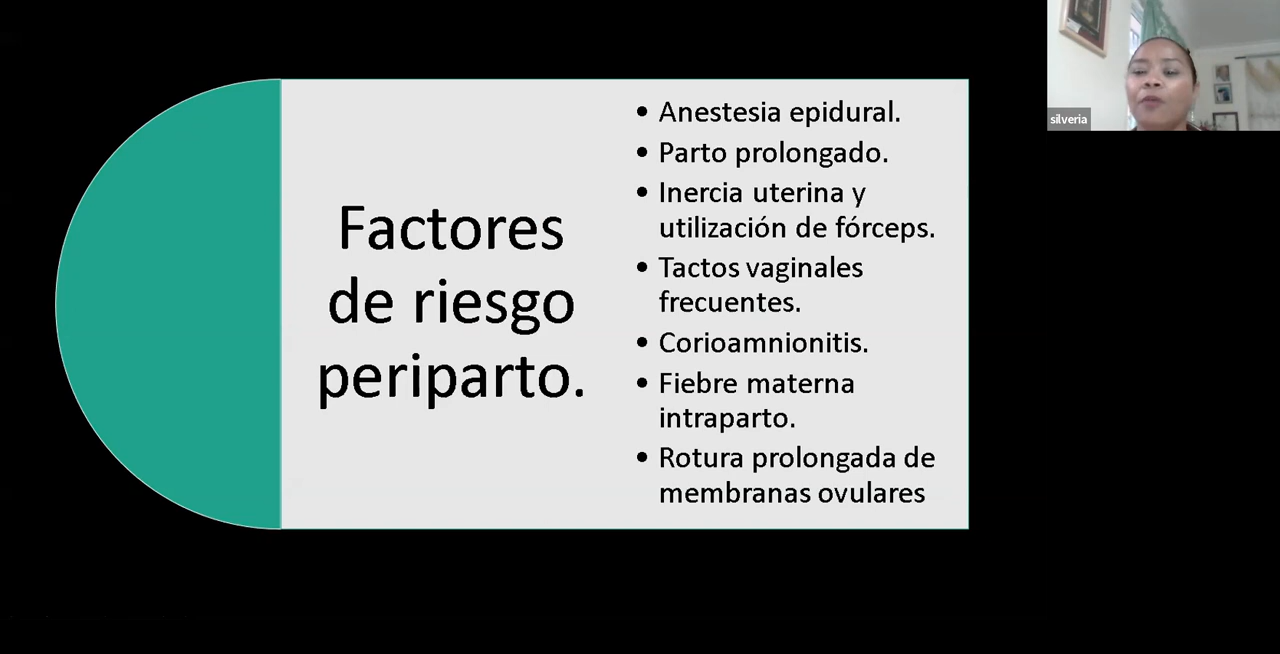 Factores
de riesgo
periparto.
• Anestesia epidural.
• Parto prolongado.
• Inercia uterina y
utilización de fórceps.
• Tactos vaginales
frecuentes.
• Corioamnionitis.
• Fiebre materna
intraparto.
• Rotura prolongada de
membranas ovulares
silveria